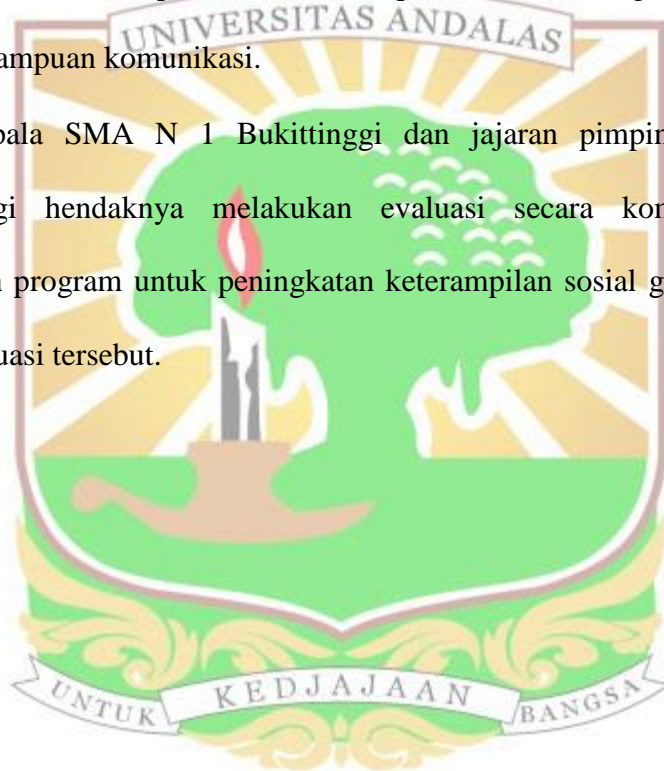 UNIVERSITAS ANDALAS
ampuan komunikasi.
pala SMA N 1 Bukittinggi dan jajaran pimpin
gi hendaknya melakukan evaluasi secara kom
program untuk peningkatan keterampilan sosial g
uasi tersebut.
UNTUK KEDJAJAAN BANGSA